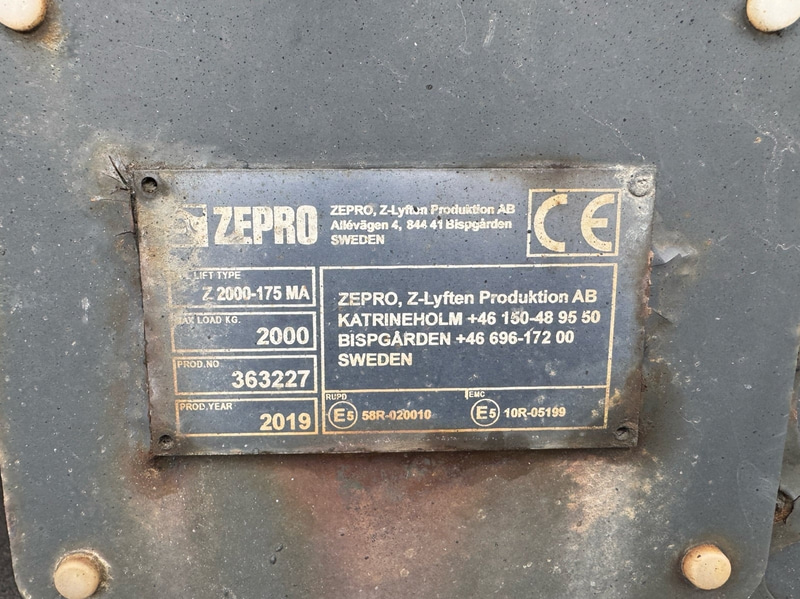 ZEPRO
ZEPRO, Z-Lyften Produktion AB
Allévägen 4, 844 41 Bispgården
SWEDEN
CE
LIFT TYPE
Z 2000-175 MA
MAX LOAD KG.
2000
PROD.NO
363227
PROD.YEAR
2019
ZEPRO, Z-Lyften Produktion AB
KATRINEHOLM +46 150-48 95 50
BISPGÅRDEN +46 696-172 00
SWEDEN
RUPD
E5 58R-020010
EMC
E5 10R-05199